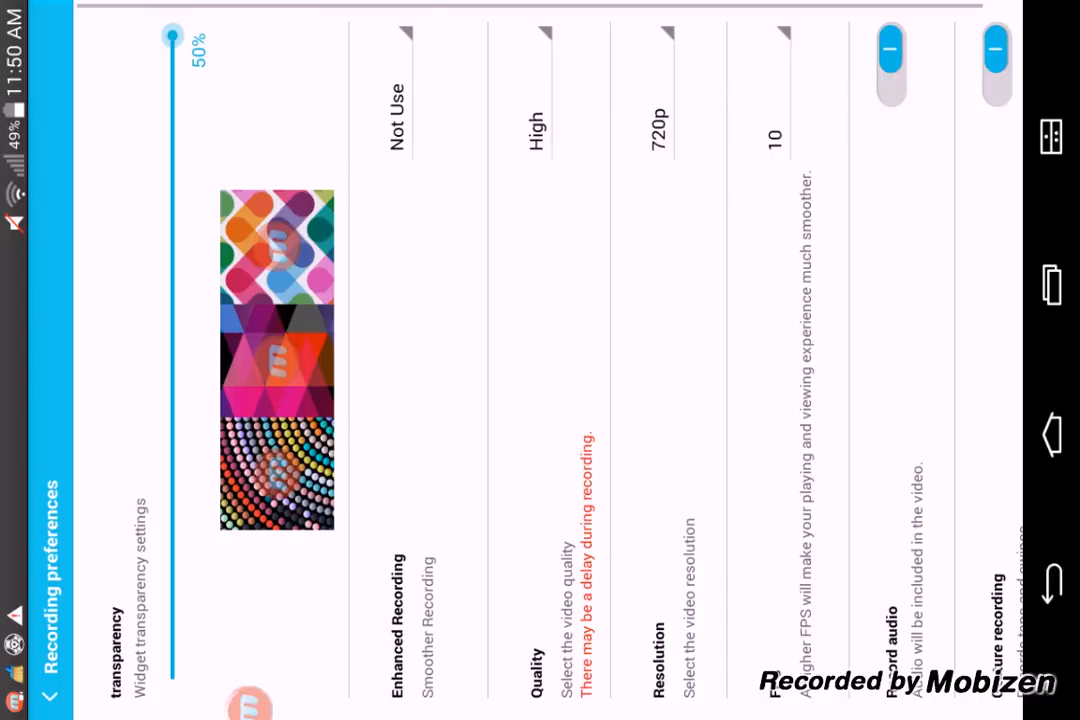 49% 11:50 AM
Recording preferences
transparency
Widget transparency settings
50%
Enhanced Recording
Smoother Recording
Not Use
Quality
Select the video quality
There may be a delay during recording.
High
Resolution
Select the video resolution
720p
10
higher FPS will make your playing and viewing experience much smoother.
Record audio
Audio will be included in the video.
Gesture recording
Recorded by Mobizen